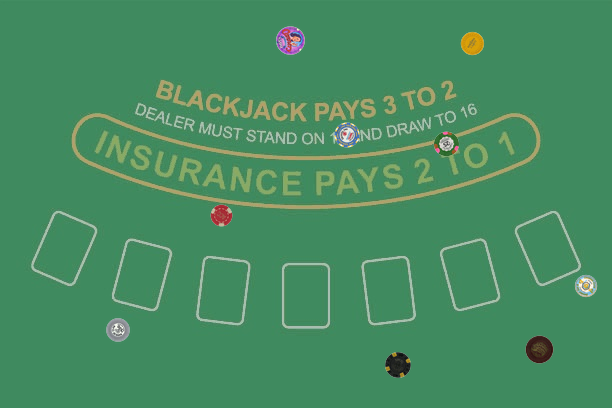 BLACKJACK PAYS 3 TO 2
DEALER MUST STAND ON AND DRAW TO 16
INSURANCE PAYS 2 TO 1